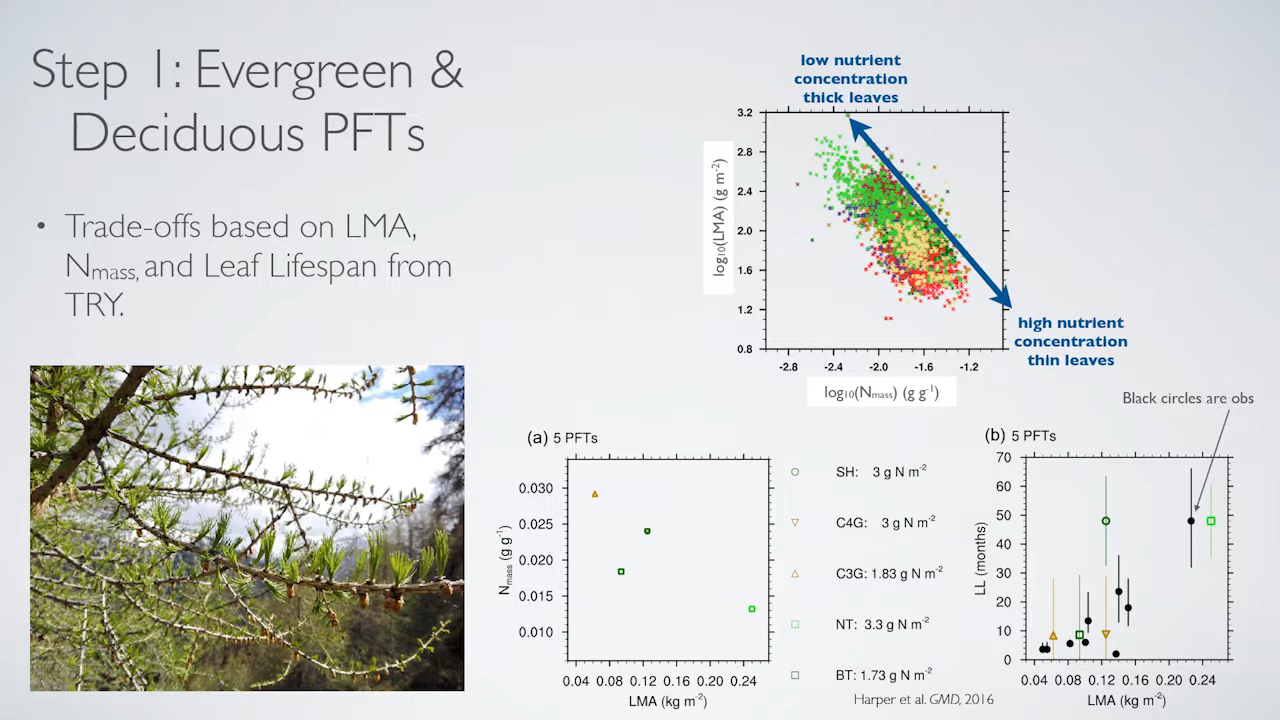 Step 1: Evergreen &
Deciduous PFTs
• Trade-offs based on LMA,
Nmass, and Leaf Lifespan from
TRY.
low nutrient
concentration
thick leaves
3.2
2.8
2.4
2.0
1.6
1.2
0.8
log10(LMA) (g m-2)
-2.8 -2.4 -2.0 -1.6 -1.2
log10(Nmass) (g g-1)
high nutrient
concentration
thin leaves
Black circles are obs
(a) 5 PFTs
0.030
0.025
0.020
0.015
0.010
Nmass (g g-1)
0.04 0.08 0.12 0.16 0.20 0.24
LMA (kg m-2)
SH: 3 g N m-2
C4G: 3 g N m-2
C3G: 1.83 g N m-2
NT: 3.3 g N m-2
BT: 1.73 g N m-2
(b) 5 PFTs
70
60
50
40
30
20
10
0
LL (months)
0.04 0.08 0.12 0.16 0.20 0.24
LMA (kg m-2)
Harper et al. GMD, 2016